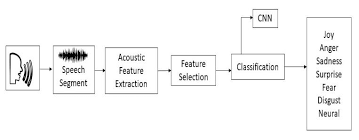 CNN
Speech
Segment
Acoustic
Feature
Extraction
Feature
Selection
Classification
Joy
Anger
Sadness
Surprise
Fear
Disgust
Neural